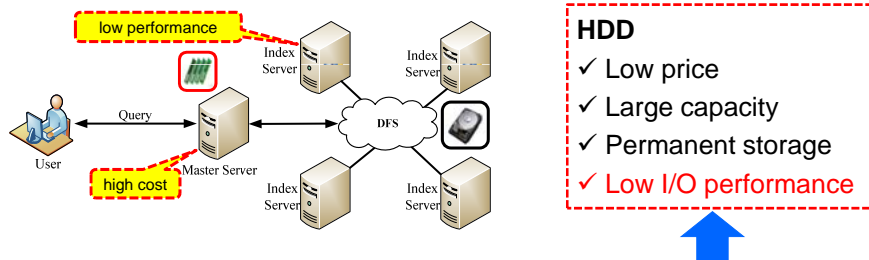 low performance
Index
Server
Index
Server
Query
DFS
User
Master Server
high cost
Index
Server
Index
Server
HDD
✓ Low price
✓ Large capacity
✓ Permanent storage
✓ Low I/O performance